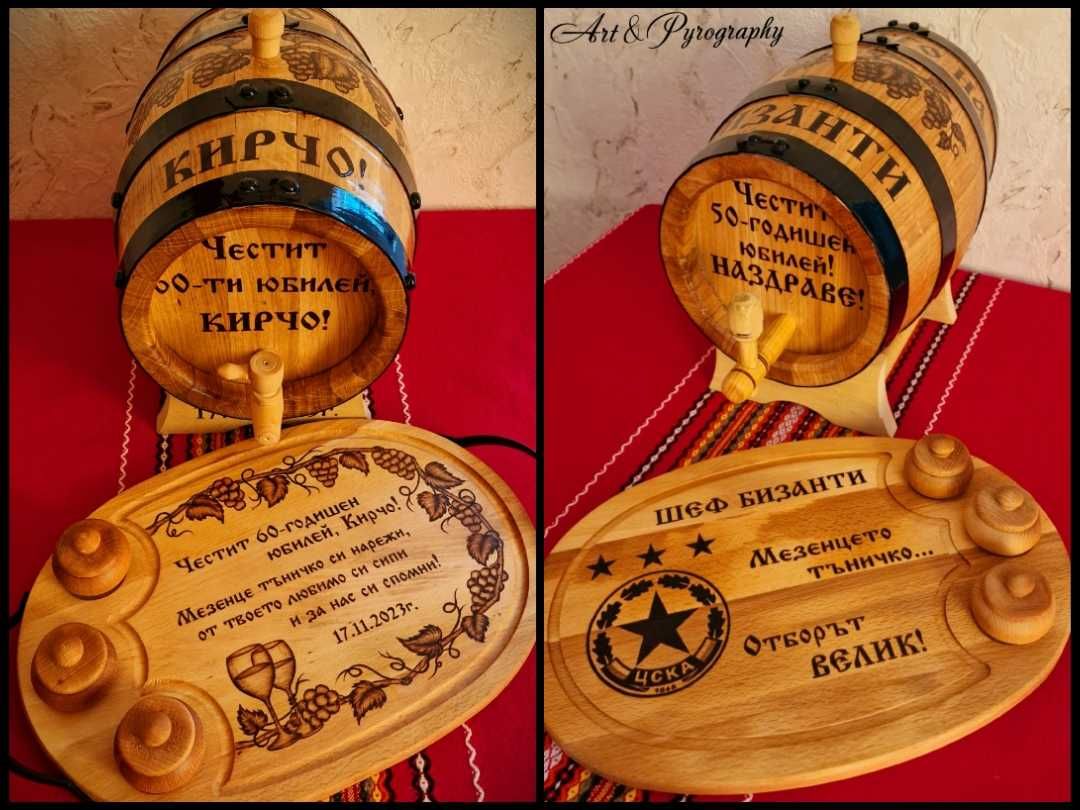 Art & Pyrography
КИРЧО!
Честит
60-ти юбилей,
КИРЧО!
Честит 60-годишен
юбилей, Кирчо!
Мезенце тъничко си нарежи,
от твоето любимо си сипи
и за нас си спомни!
17.11.2023г.
БИЗАНТИ
Честит
50-годишен
юбилей!
НАЗДРАВЕ!
ШЕФ БИЗАНТИ
Мезенцето
тъничко...
Отборът
ВЕЛИК!
ЦСКА
1948